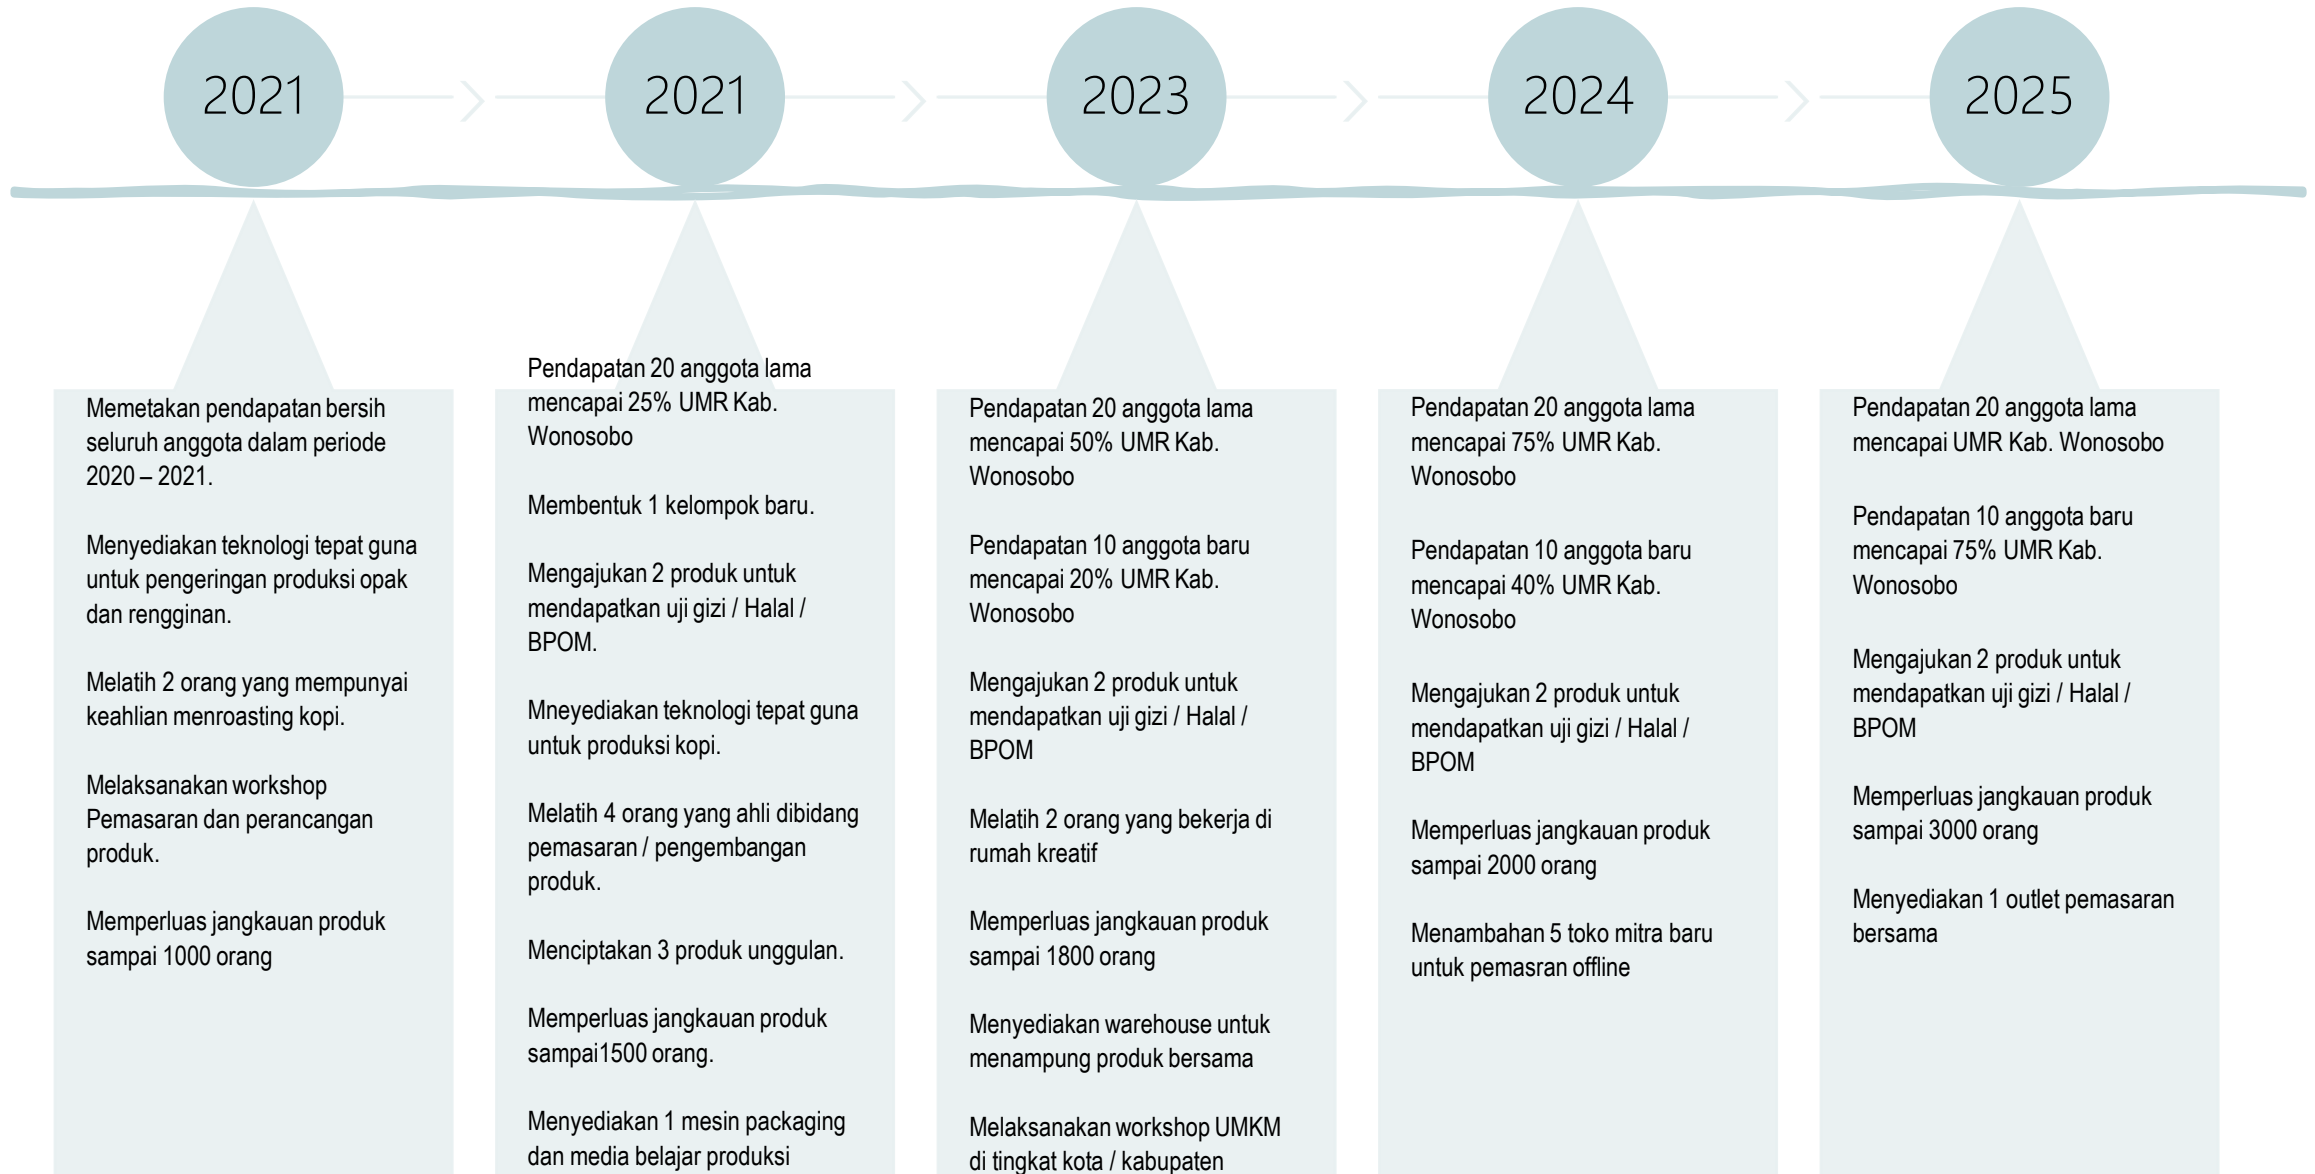 2021
2021
2023
2024
2025
Memetakan pendapatan bersih
seluruh anggota dalam periode
2020 – 2021.
Menyediakan teknologi tepat guna
untuk pengeringan produksi opak
dan rengginan.
Melatih 2 orang yang mempunyai
keahlian menroasting kopi.
Melaksanakan workshop
Pemasaran dan perancangan
produk.
Memperluas jangkauan produk
sampai 1000 orang
Pendapatan 20 anggota lama
mencapai 25% UMR Kab.
Wonosobo
Membentuk 1 kelompok baru.
Mengajukan 2 produk untuk
mendapatkan uji gizi / Halal /
BPOM.
Mneyediakan teknologi tepat guna
untuk produksi kopi.
Melatih 4 orang yang ahli dibidang
pemasaran / pengembangan
produk.
Menciptakan 3 produk unggulan.
Memperluas jangkauan produk
sampai1500 orang.
Menyediakan 1 mesin packaging
dan media belajar produksi
Pendapatan 20 anggota lama
mencapai 50% UMR Kab.
Wonosobo
Pendapatan 10 anggota baru
mencapai 20% UMR Kab.
Wonosobo
Mengajukan 2 produk untuk
mendapatkan uji gizi / Halal /
BPOM
Melatih 2 orang yang bekerja di
rumah kreatif
Memperluas jangkauan produk
sampai 1800 orang
Menyediakan warehouse untuk
menampung produk bersama
Melaksanakan workshop UMKM
di tingkat kota / kabupaten
Pendapatan 20 anggota lama
mencapai 75% UMR Kab.
Wonosobo
Pendapatan 10 anggota baru
mencapai 40% UMR Kab.
Wonosobo
Mengajukan 2 produk untuk
mendapatkan uji gizi / Halal /
BPOM
Memperluas jangkauan produk
sampai 2000 orang
Menambahan 5 toko mitra baru
untuk pemasran offline
Pendapatan 20 anggota lama
mencapai UMR Kab. Wonosobo
Pendapatan 10 anggota baru
mencapai 75% UMR Kab.
Wonosobo
Mengajukan 2 produk untuk
mendapatkan uji gizi / Halal /
BPOM
Memperluas jangkauan produk
sampai 3000 orang
Menyediakan 1 outlet pemasaran
bersama